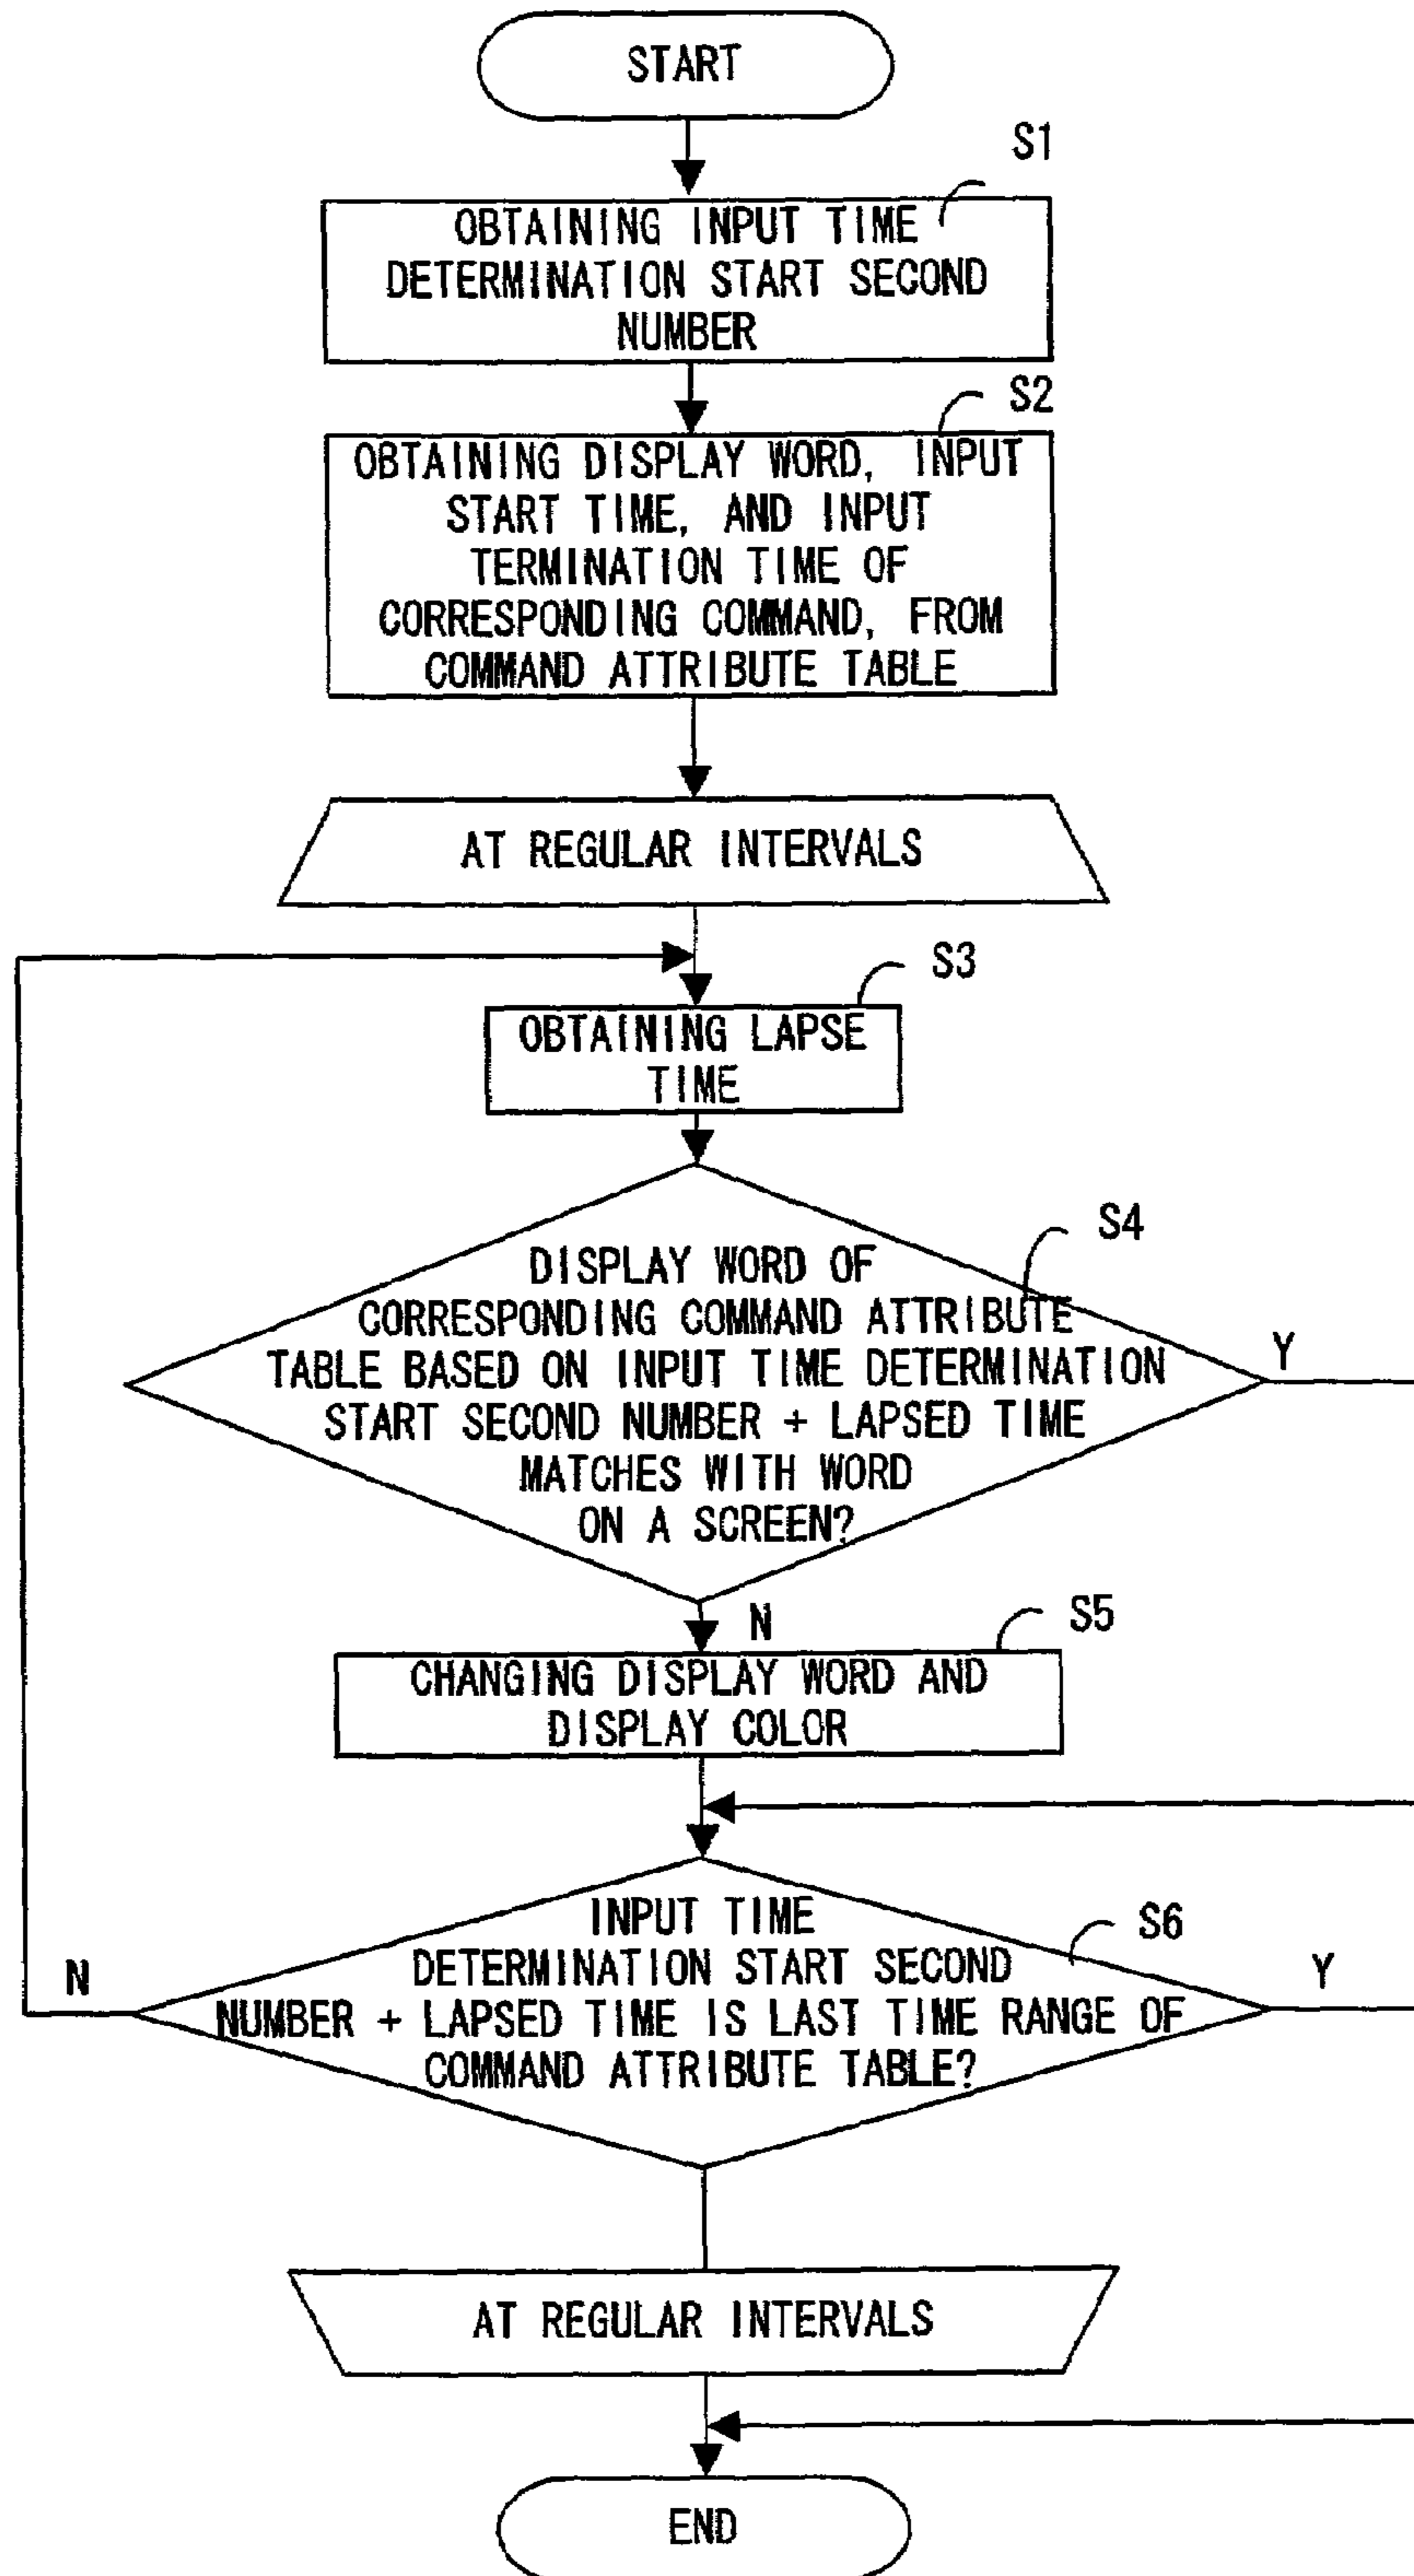 START
S1
OBTAINING INPUT TIME
DETERMINATION START SECOND
NUMBER
S2
OBTAINING DISPLAY WORD, INPUT
START TIME, AND INPUT
TERMINATION TIME OF
CORRESPONDING COMMAND, FROM
COMMAND ATTRIBUTE TABLE
AT REGULAR INTERVALS
S3
OBTAINING LAPSE
TIME
S4
DISPLAY WORD OF
CORRESPONDING COMMAND ATTRIBUTE
TABLE BASED ON INPUT TIME DETERMINATION
START SECOND NUMBER + LAPSED TIME
MATCHES WITH WORD
ON A SCREEN?
Y
N
S5
CHANGING DISPLAY WORD AND
DISPLAY COLOR
S6
INPUT TIME
DETERMINATION START SECOND
NUMBER + LAPSED TIME IS LAST TIME RANGE OF
COMMAND ATTRIBUTE TABLE?
N
Y
AT REGULAR INTERVALS
END